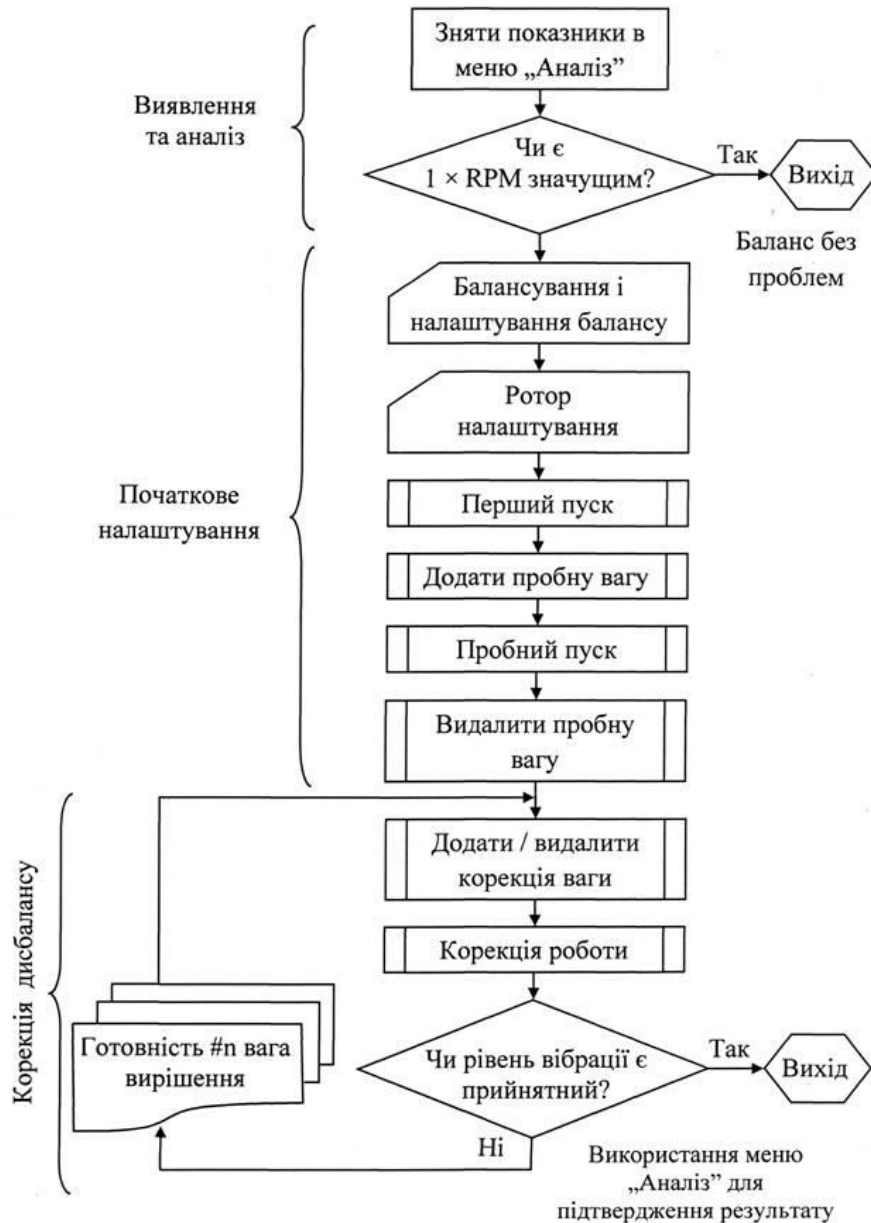 Зняти показники в
меню „Аналіз”
Виявлення
та аналіз
Чи є
1 × RPM значущим?
Так
Вихід
Баланс без
проблем
Балансування і
налаштування балансу
Ротор
налаштування
Початкове
налаштування
Перший пуск
Додати пробну вагу
Пробний пуск
Видалити пробну
вагу
Корекція дисбалансу
Додати / видалити
корекція ваги
Корекція роботи
Готовність #n вага
вирішення
Чи рівень вібрації є
прийнятний?
Так
Вихід
Ні
Використання меню
„Аналіз” для
підтвердження результату